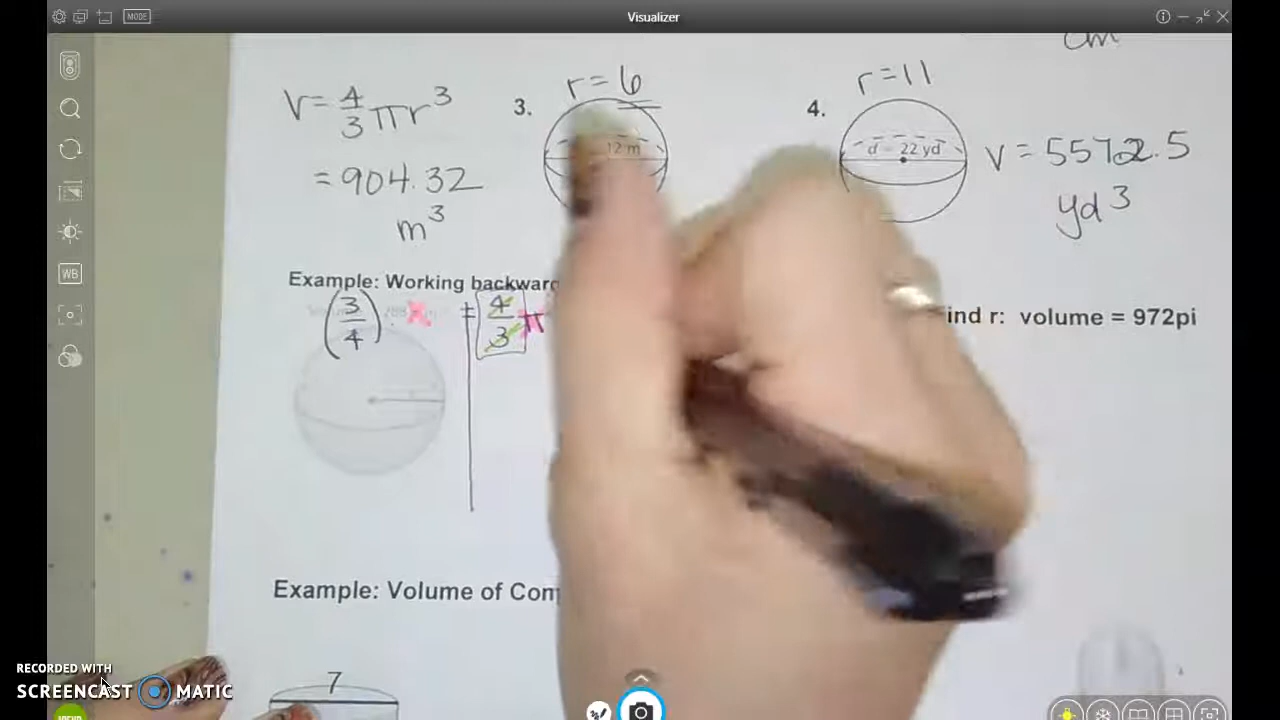 MODE
Visualizer
cm
V = 4/3 πr³
= 904.32
m³
3.
r = 6
12 m
4.
r = 11
d = 22 yd
V = 5572.5
yd³
Example: Working backward
ind r: volume = 972pi
(3/4) · = 4/3 π
WB
Example: Volume of Com
7
RECORDED WITH
SCREENCAST MATIC